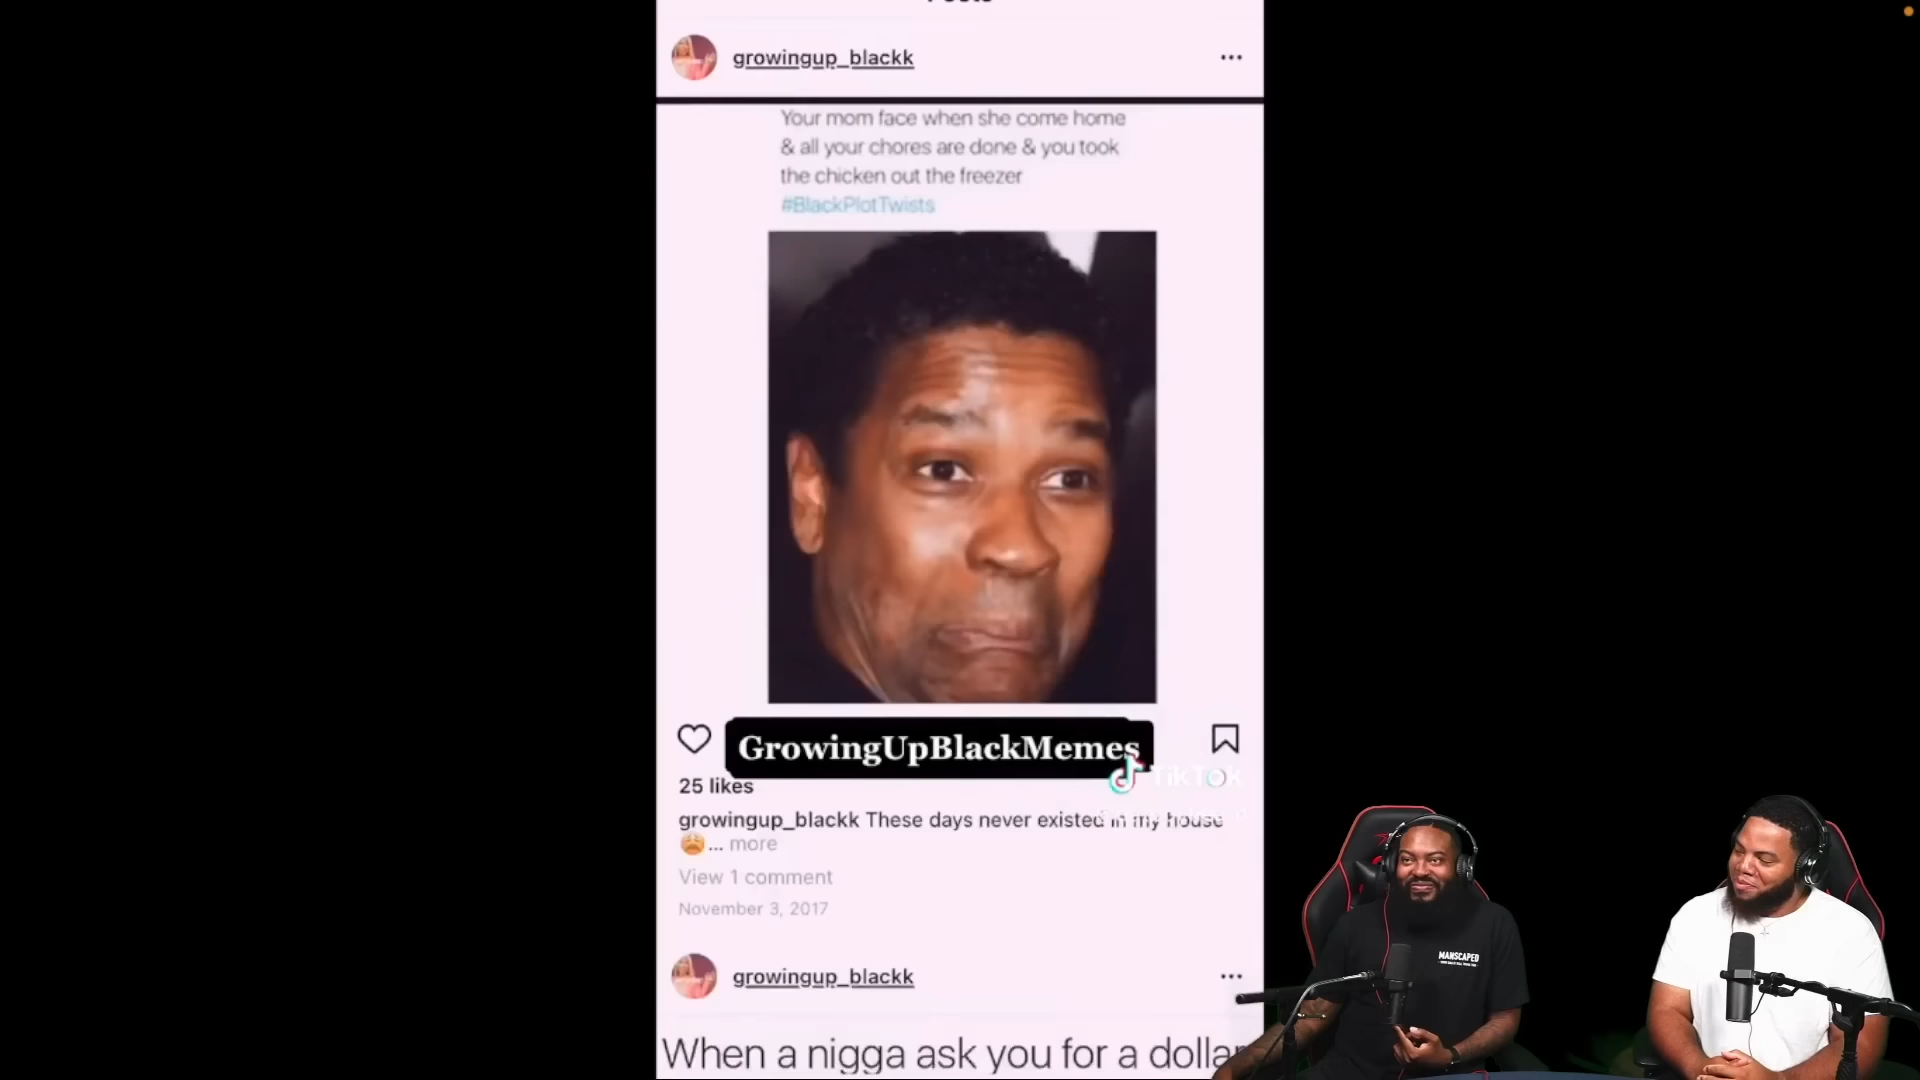 growingup_blackk
Your mom face when she come home
& all your chores are done & you took
the chicken out the freezer
#BlackPlotTwists
GrowingUpBlackMemes
TikTok
25 likes
growingup_blackk These days never existed in my house
... more
View 1 comment
November 3, 2017
growingup_blackk
MANSCAPED
When a nigga ask you for a dollar